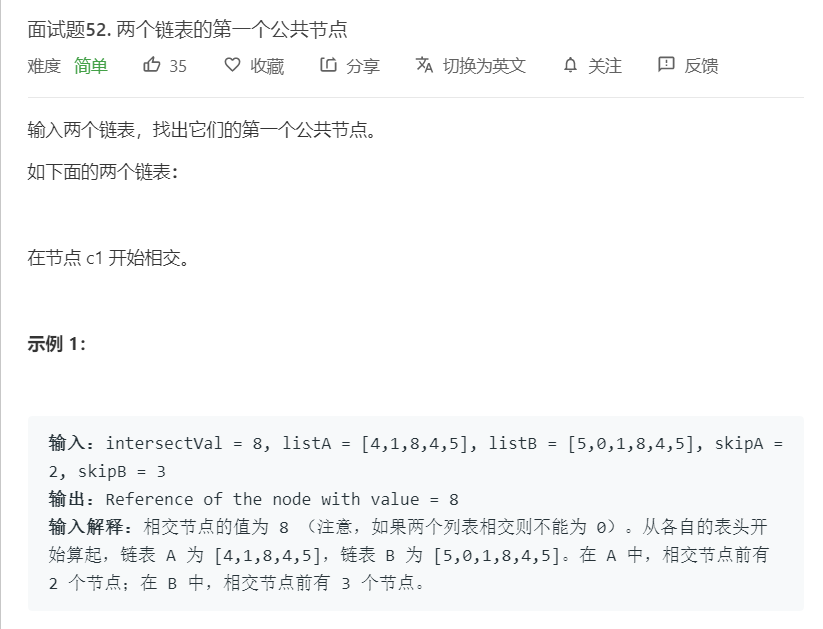 面试题52. 两个链表的第一个公共节点
难度 简单 35 收藏 分享 切换为英文 关注 反馈
输入两个链表，找出它们的第一个公共节点。
如下面的两个链表：
在节点 c1 开始相交。
示例 1：
输入：intersectVal = 8, listA = [4,1,8,4,5], listB = [5,0,1,8,4,5], skipA =
2, skipB = 3
输出：Reference of the node with value = 8
输入解释：相交节点的值为 8 （注意，如果两个列表相交则不能为 0）。从各自的表头开
始算起，链表 A 为 [4,1,8,4,5]，链表 B 为 [5,0,1,8,4,5]。在 A 中，相交节点前有
2 个节点；在 B 中，相交节点前有 3 个节点。